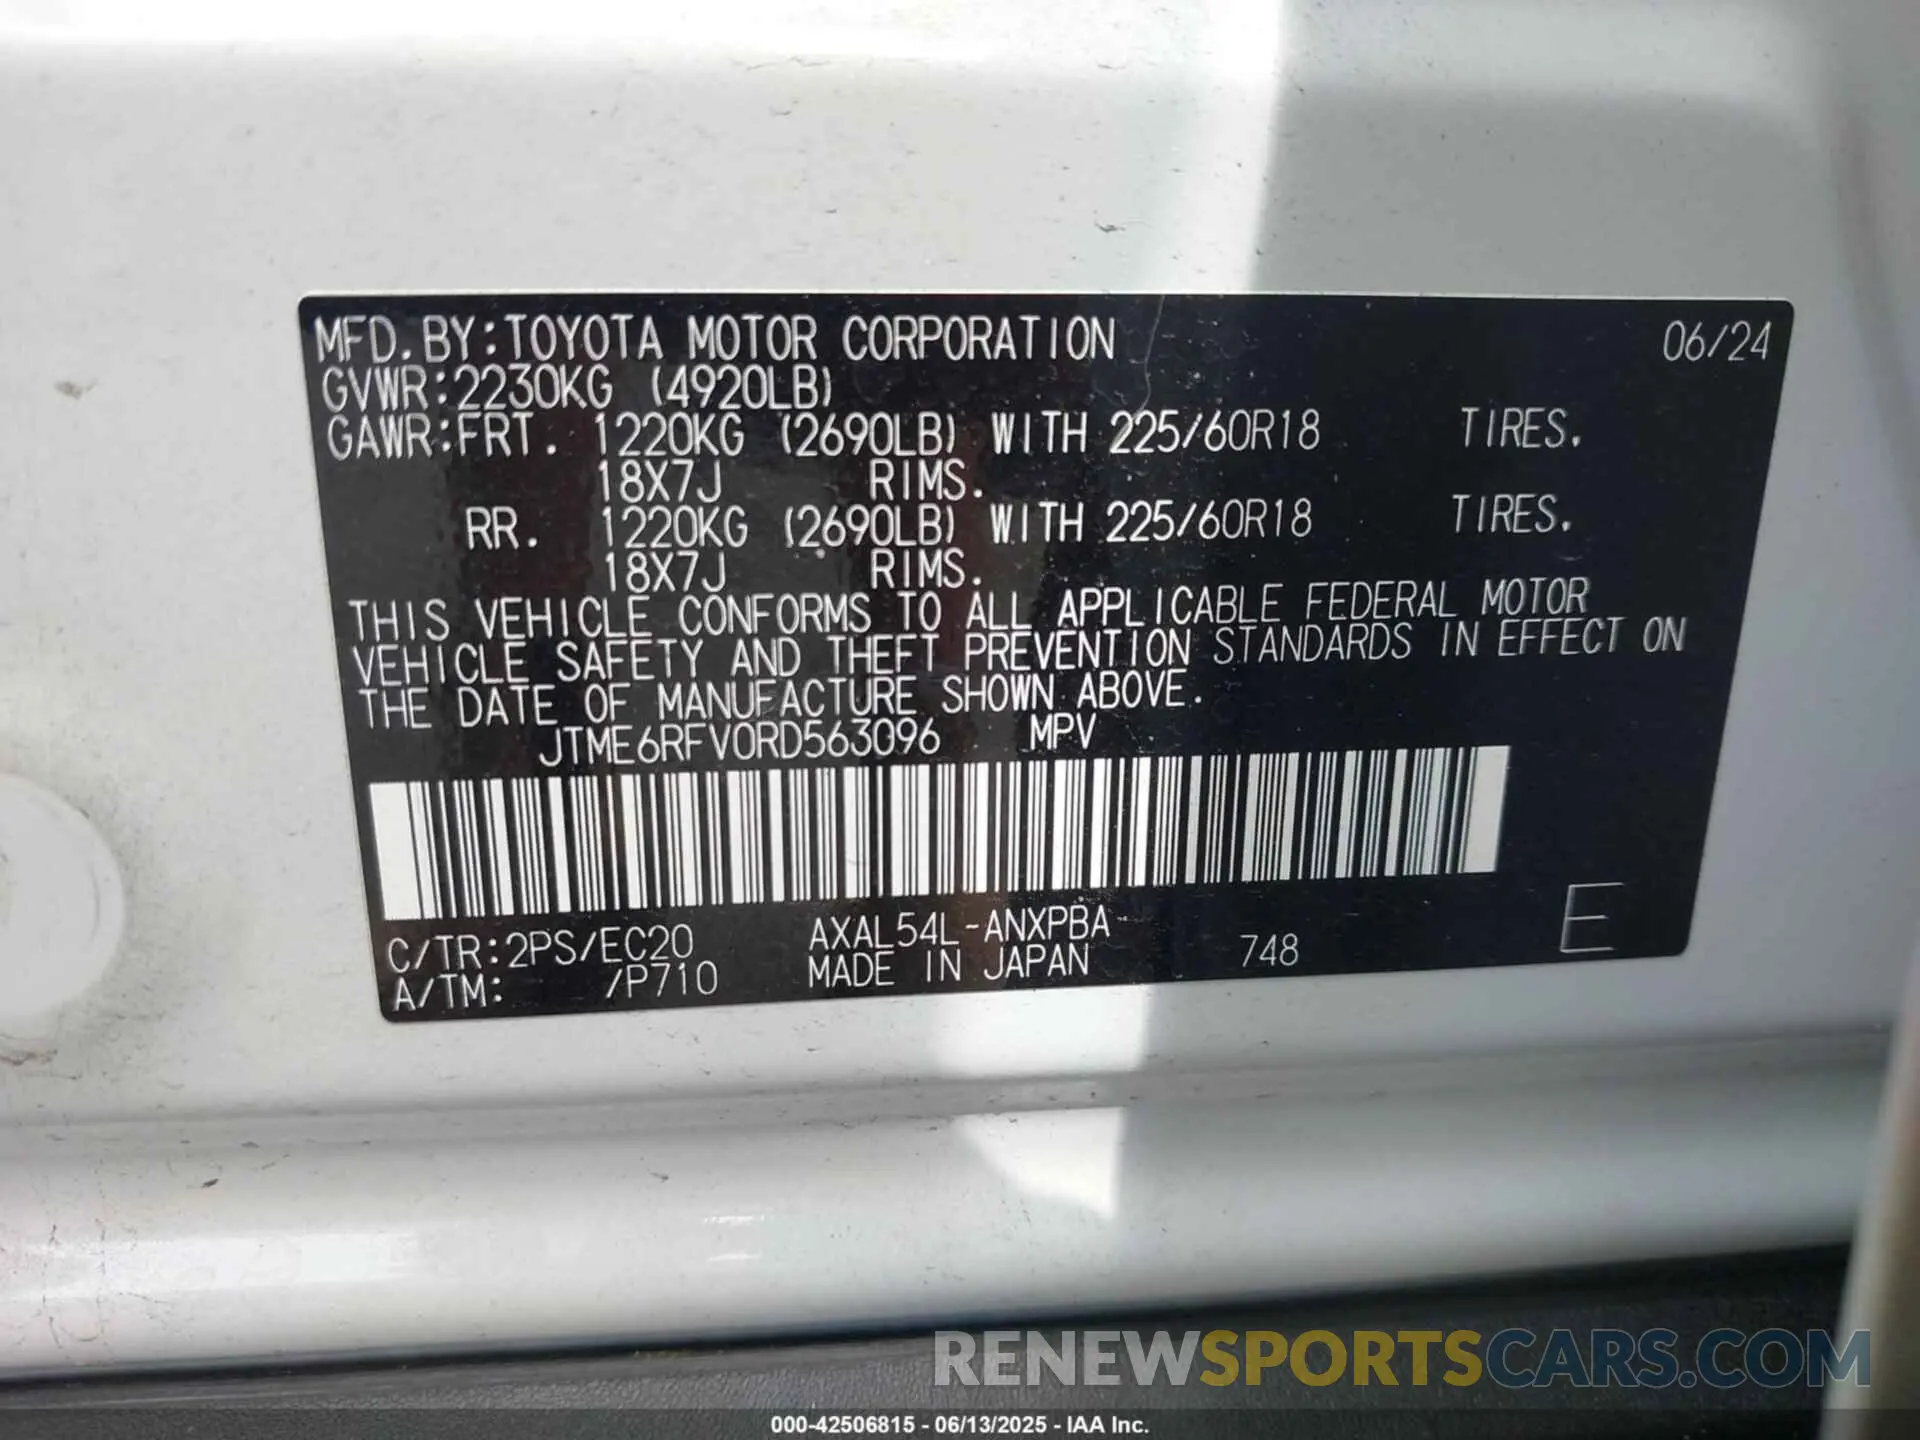 MFD. BY: TOYOTA MOTOR CORPORATION 06/24
GVWR: 2230KG (4920LB)
GAWR: FRT. 1220KG (2690LB) WITH 225/60R18 TIRES.
18X7J RIMS.
RR. 1220KG (2690LB) WITH 225/60R18 TIRES.
18X7J RIMS.
THIS VEHICLE CONFORMS TO ALL APPLICABLE FEDERAL MOTOR
VEHICLE SAFETY AND THEFT PREVENTION STANDARDS IN EFFECT ON
THE DATE OF MANUFACTURE SHOWN ABOVE.
JTME6RFV0RD563096 MPV
C/TR: 2PS/EC20 AXAL54L-ANXPBA
A/TM: /P710 MADE IN JAPAN 748 E
RENEWSPORTSCARS.COM
000-42506815 - 06/13/2025 - IAA Inc.